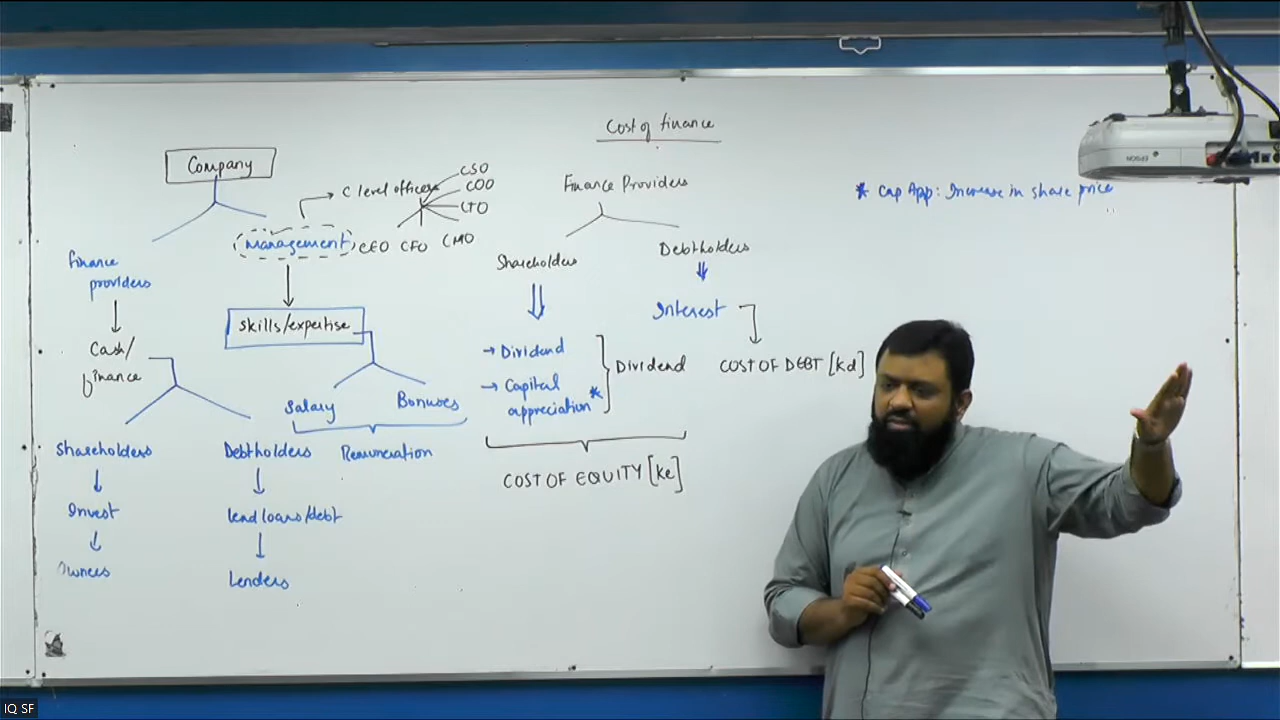 Cost of finance
Company
C level officers
CSO
COO
CTO
CMO
CFO
CEO
management
Finance
providers
Cash/
finance
Skills/expertise
Salary
Bonuses
Remuneration
Shareholders
Invest
Owners
Debtholders
lend loans/debt
Lenders
Finance Providers
Shareholders
→ Dividend
→ Capital
appreciation *
Dividend
COST OF EQUITY [Ke]
Debtholders
Interest
COST OF DEBT [Kd]
* Cap App: Increase in share price
EPSON
IQ SF